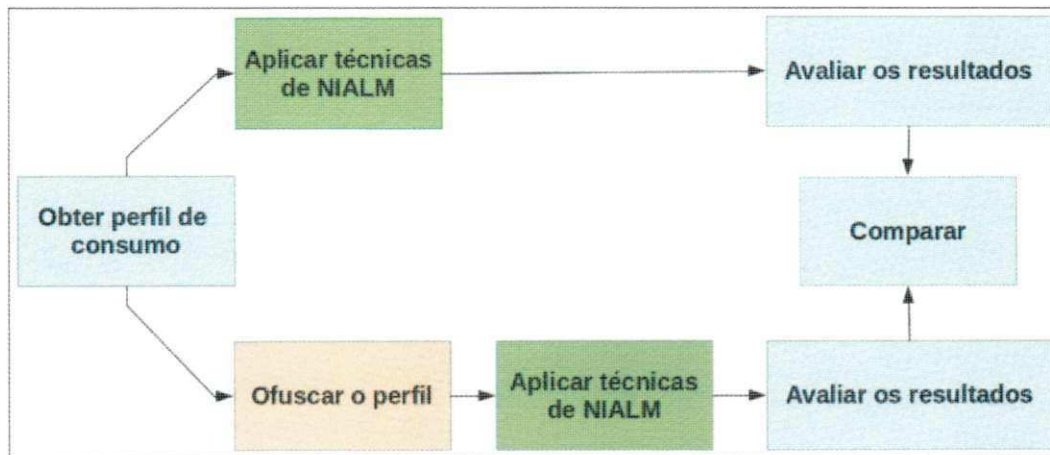 Aplicar técnicas
de NIALM
Avaliar os resultados
Obter perfil de
consumo
Comparar
Ofuscar o perfil
Aplicar técnicas
de NIALM
Avaliar os resultados